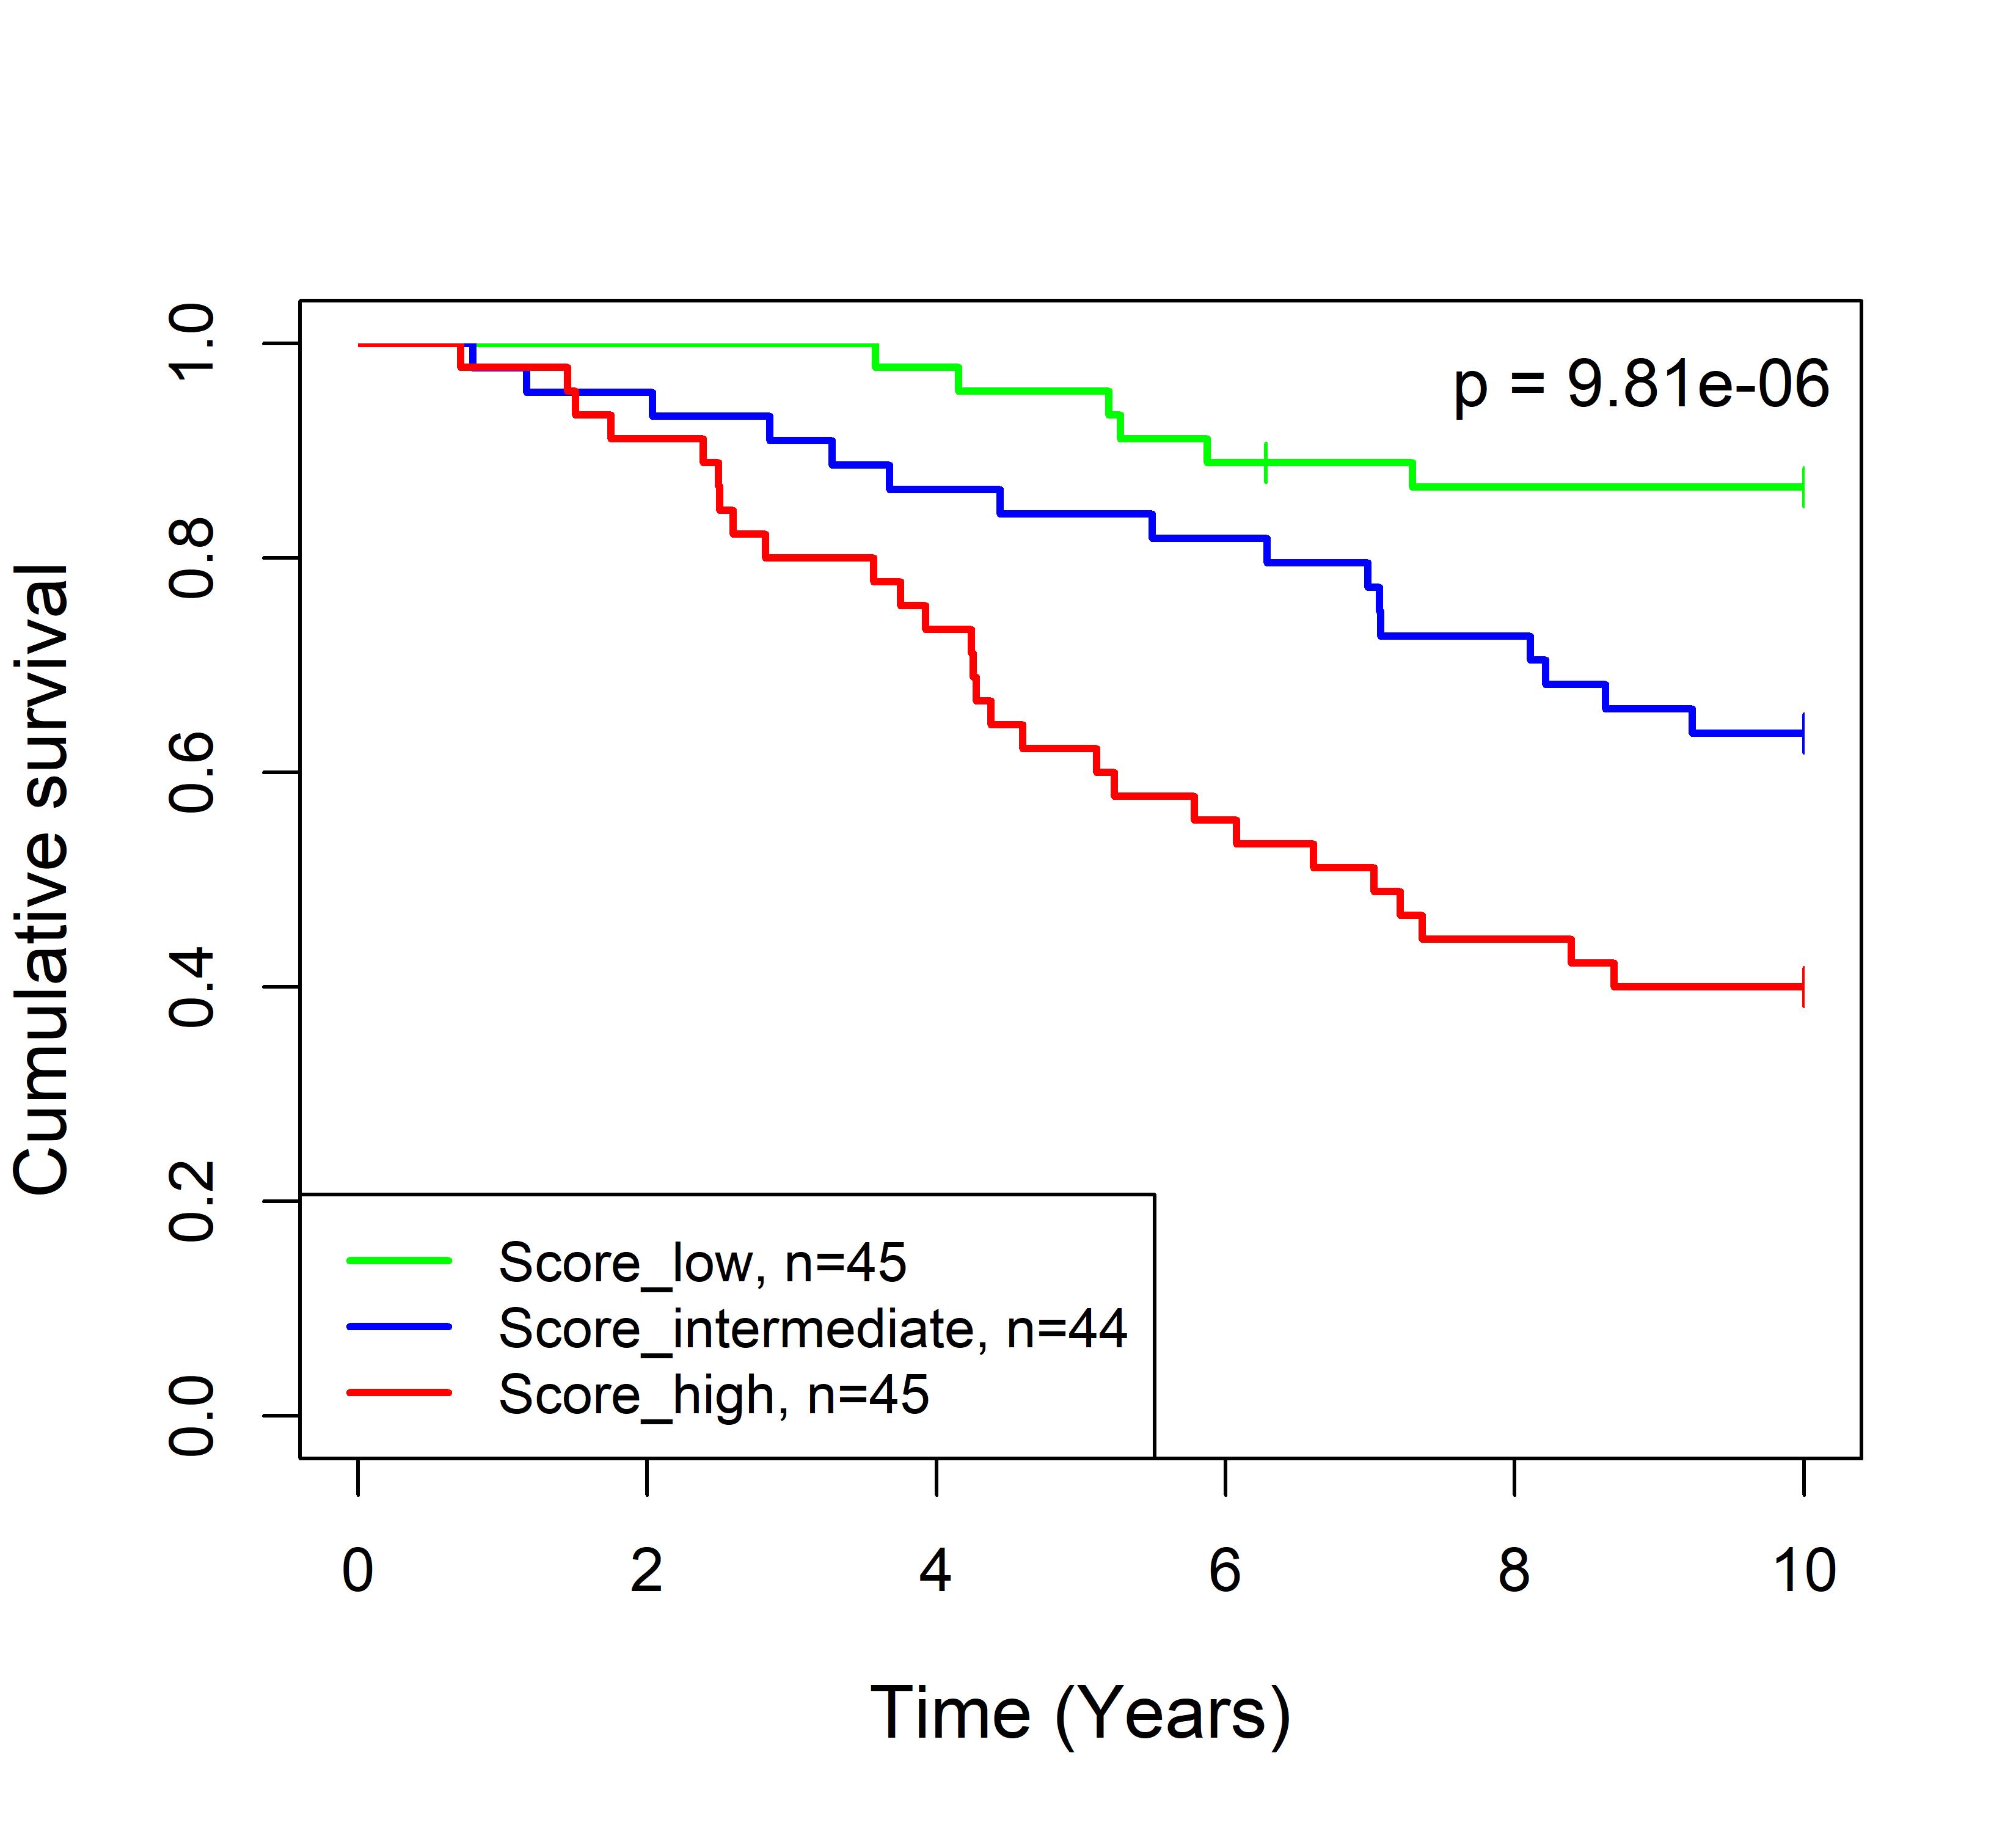 p = 9.81e-06
Cumulative survival
1.0
0.8
0.6
0.4
0.2
0.0
Score_low, n=45
Score_intermediate, n=44
Score_high, n=45
0 2 4 6 8 10
Time (Years)